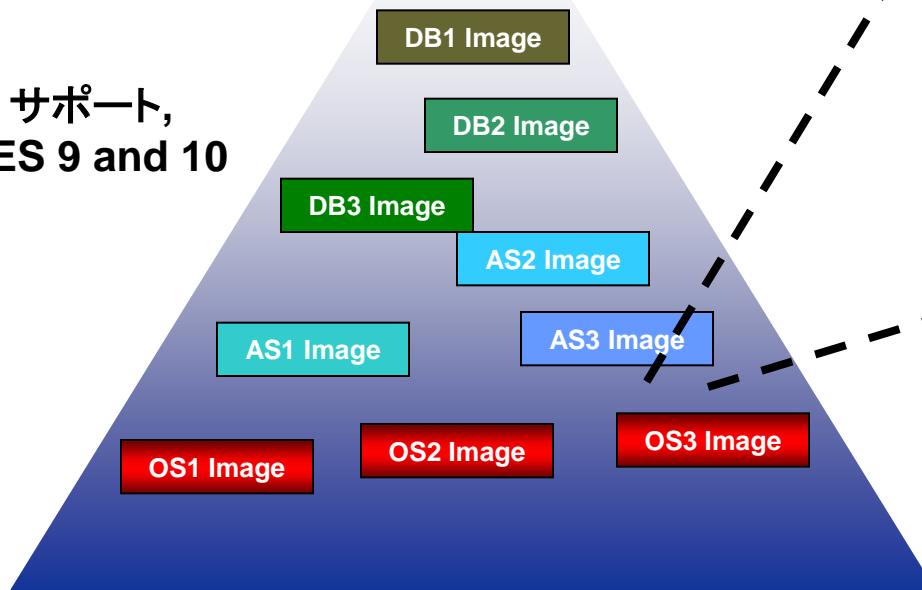 DB1 Image
サポート,
DB2 Image
ES 9 and 10
DB3 Image
AS2 Image
AS1 Image
AS3 Image
OS1 Image
OS2 Image
OS3 Image